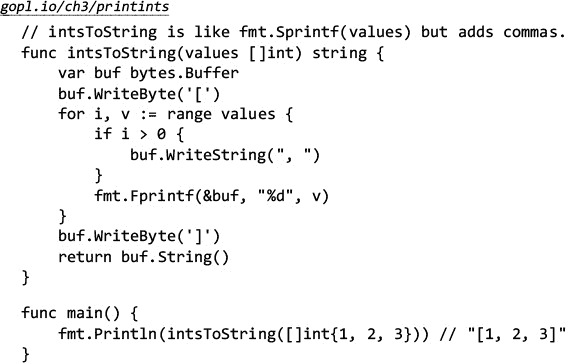 gopl.io/ch3/printints
// intsToString is like fmt.Sprintf(values) but adds commas.
func intsToString(values []int) string {
    var buf bytes.Buffer
    buf.WriteByte('[')
    for i, v := range values {
        if i > 0 {
            buf.WriteString(", ")
        }
        fmt.Fprintf(&buf, "%d", v)
    }
    buf.WriteByte(']')
    return buf.String()
}

func main() {
    fmt.Println(intsToString([]int{1, 2, 3})) // "[1, 2, 3]"
}